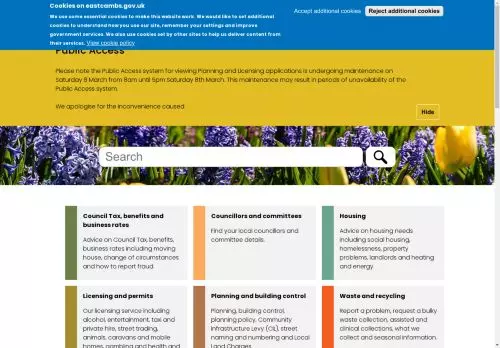 Cookies on eastcambs.gov.uk
We use some essential cookies to make this website work. We would like to set additional
cookies to understand how you use our site, remember your settings and improve
government services. We also use cookies set by other sites to help us deliver content from
their services. View cookie policy
Accept additional cookies
Reject additional cookies
Public Access
Please note the Public Access system for viewing Planning and Licensing applications is undergoing maintenance on
Saturday 8 March from 8am until 5pm Saturday 8th March. This maintenance may result in periods of unavailability of the
Public Access system.
We apologise for the inconvenience caused
Hide
Search
Council Tax, benefits and
business rates
Advice on Council Tax, benefits,
business rates including moving
house, change of circumstances
and how to report fraud.
Councillors and committees
Find your local councillors and
committee details.
Housing
Advice on housing needs
including social housing,
homelessness, property
problems, landlords and heating
and energy.
Licensing and permits
Our licensing service including
alcohol, entertainment, taxi and
private hire, street trading,
animals, caravans and mobile
homes, gambling and health and
Planning and building control
Planning, building control,
planning policy, Community
Infrastructure Levy (CIL), street
naming and numbering and Local
Land Charges.
Waste and recycling
Report a problem, request a bulky
waste collection, assisted and
clinical collections, what we
collect and seasonal information.